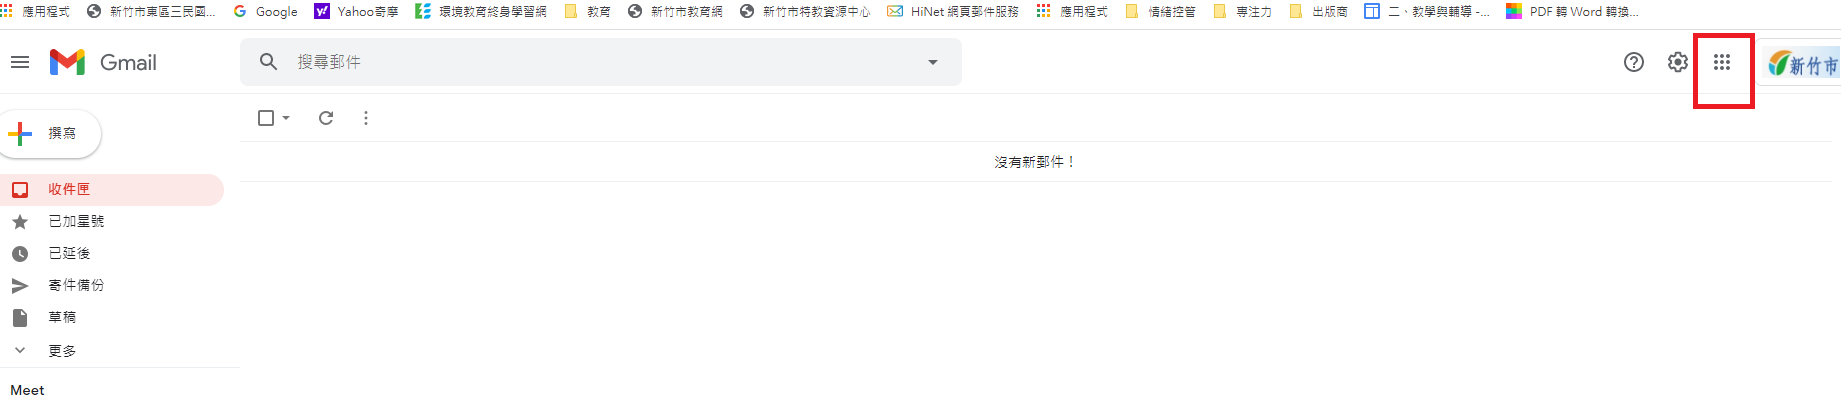 應用程式 新竹市東區三民國... Google Yahoo奇摩 環境教育終身學習網 教育 新竹市教育網 新竹市特教資源中心 HiNet 網頁郵件服務 應用程式 情緒控管 專注力 出版商 二、教學與輔導 -... PDF 轉 Word 轉換...
Gmail 搜尋郵件 新竹市
撰寫
沒有新郵件！
收件匣
已加星號
已延後
寄件備份
草稿
更多
Meet